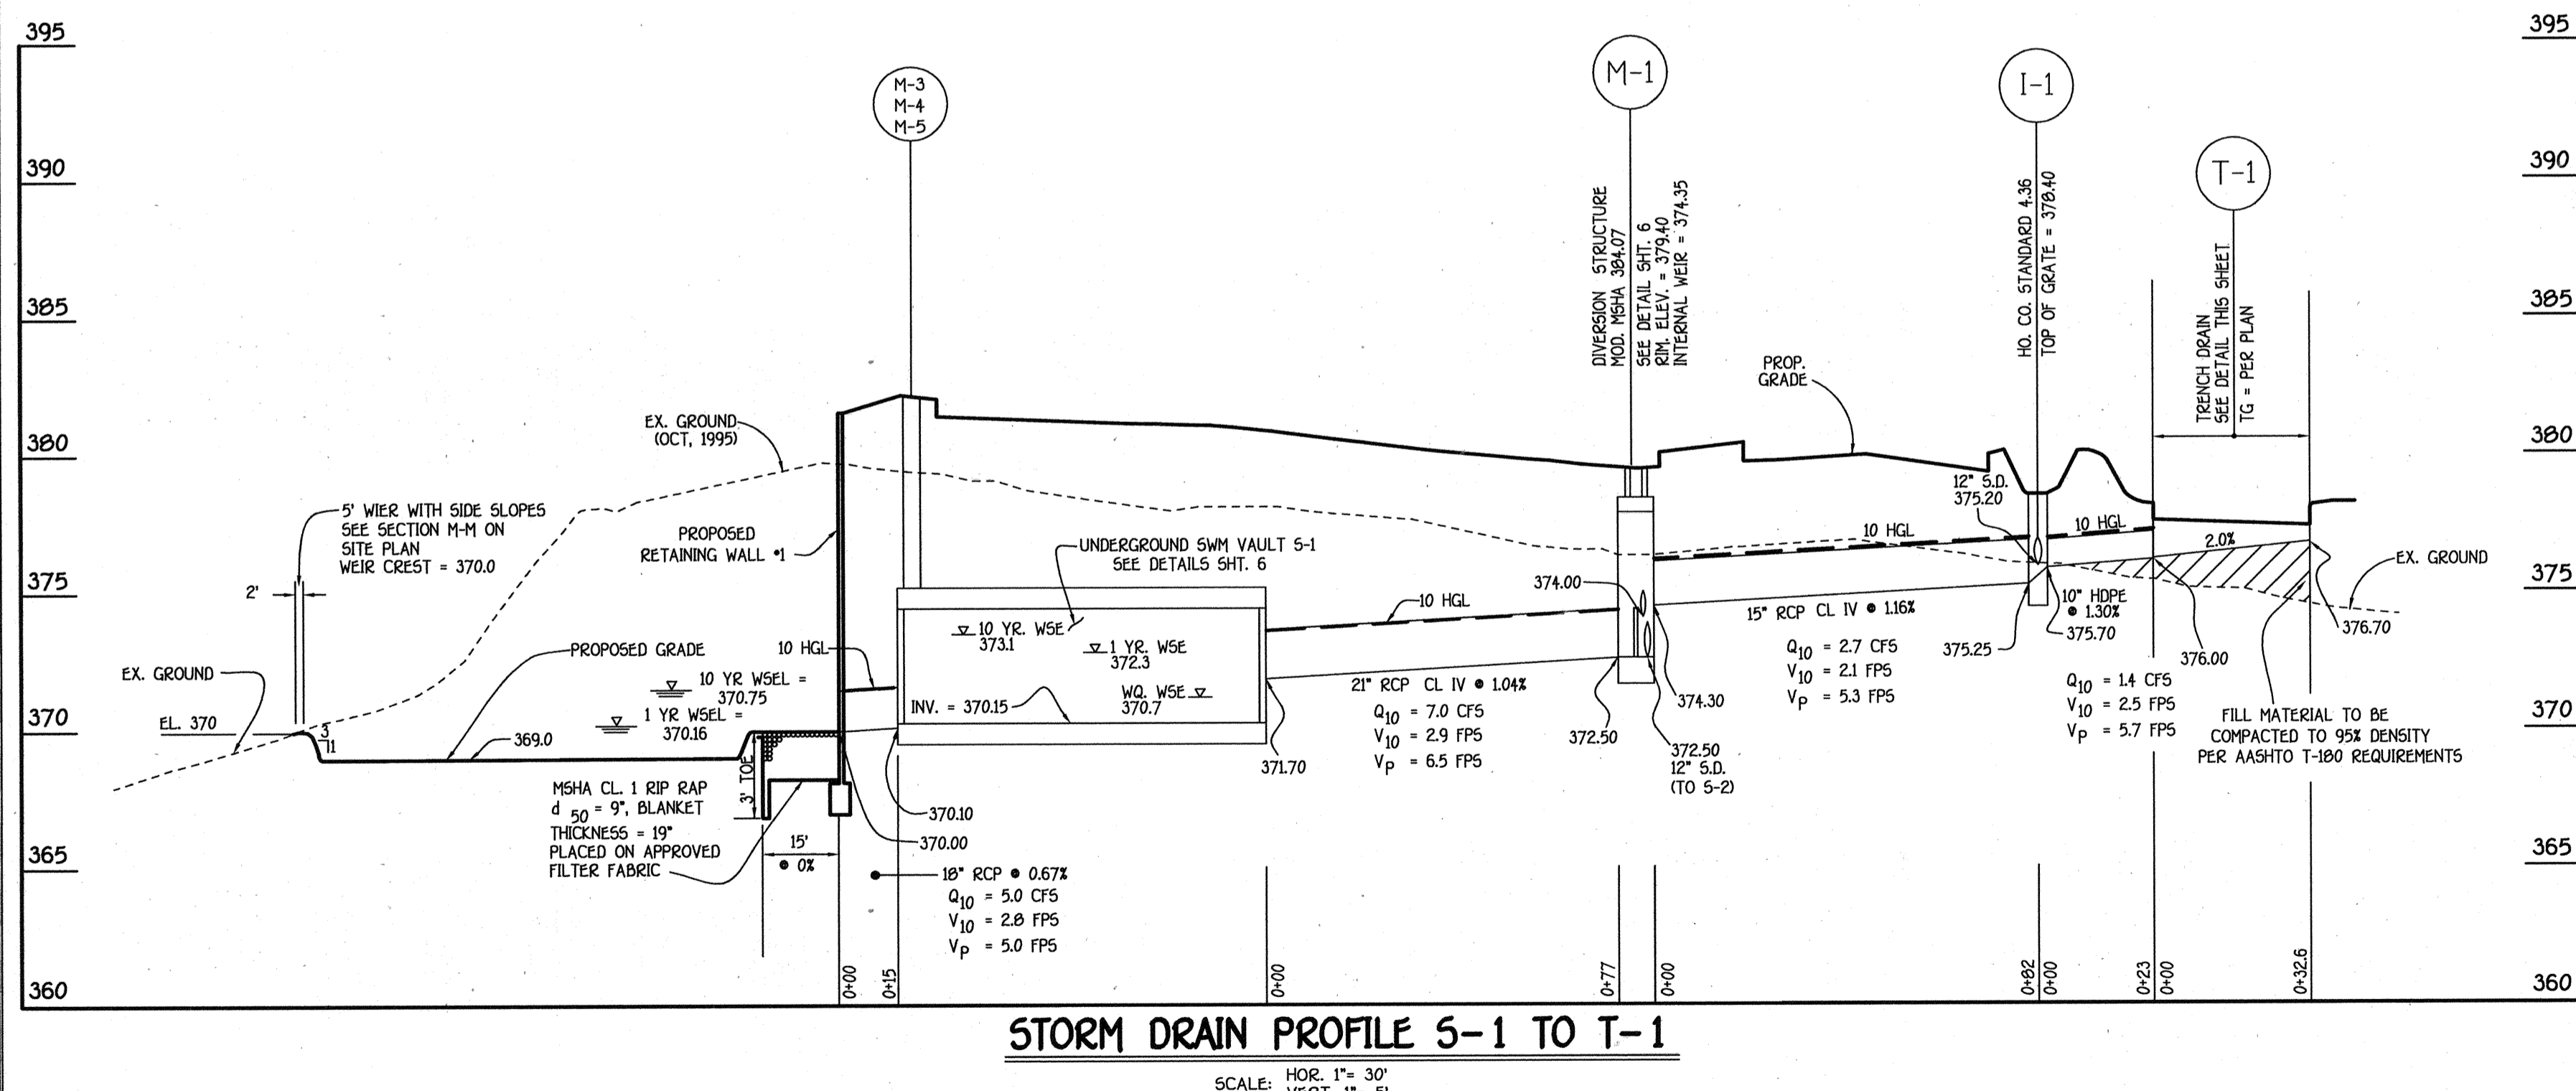 395
390
385
380
375
370
365
360
395
390
385
380
375
370
365
360
M-3
M-4
M-5
M-1
I-1
T-1
DIVERSION STRUCTURE
MOD. MSHA 384.07
SEE DETAIL SHT. 6
RIM. ELEV. = 379.40
INTERNAL WEIR = 374.35
HO. CO. STANDARD 4.36
TOP OF GRATE = 378.40
TRENCH DRAIN
SEE DETAIL THIS SHEET
TG = PER PLAN
PROP.
GRADE
EX. GROUND
(OCT, 1995)
5' WIER WITH SIDE SLOPES
SEE SECTION M-M ON
SITE PLAN
WEIR CREST = 370.0
2'
PROPOSED
RETAINING WALL #1
UNDERGROUND SWM VAULT S-1
SEE DETAILS SHT. 6
10 YR. WSE
373.1
1 YR. WSE
372.3
WQ. WSE
370.7
INV. = 370.15
10 HGL
10 HGL
10 HGL
10 HGL
12" S.D.
375.20
2.0%
EX. GROUND
374.00
15" RCP CL IV @ 1.16%
Q10 = 2.7 CFS
V10 = 2.1 FPS
VP = 5.3 FPS
375.25
10" HDPE
@ 1.30%
375.70
376.00
376.70
Q10 = 1.4 CFS
V10 = 2.5 FPS
VP = 5.7 FPS
FILL MATERIAL TO BE
COMPACTED TO 95% DENSITY
PER AASHTO T-180 REQUIREMENTS
EX. GROUND
EL. 370
3
1
369.0
PROPOSED GRADE
10 YR WSEL =
370.75
1 YR WSEL =
370.16
21" RCP CL IV @ 1.04%
Q10 = 7.0 CFS
V10 = 2.9 FPS
VP = 6.5 FPS
371.70
372.50
374.30
372.50
12" S.D.
(TO S-2)
MSHA CL. 1 RIP RAP
d 50 = 9", BLANKET
THICKNESS = 19"
PLACED ON APPROVED
FILTER FABRIC
3' TOE
15'
@ 0%
370.10
370.00
18" RCP @ 0.67%
Q10 = 5.0 CFS
V10 = 2.8 FPS
VP = 5.0 FPS
0+00
0+15
0+00
0+77
0+00
0+82
0+00
0+23
0+00
0+32.6
STORM DRAIN PROFILE S-1 TO T-1
SCALE: HOR. 1"= 30'